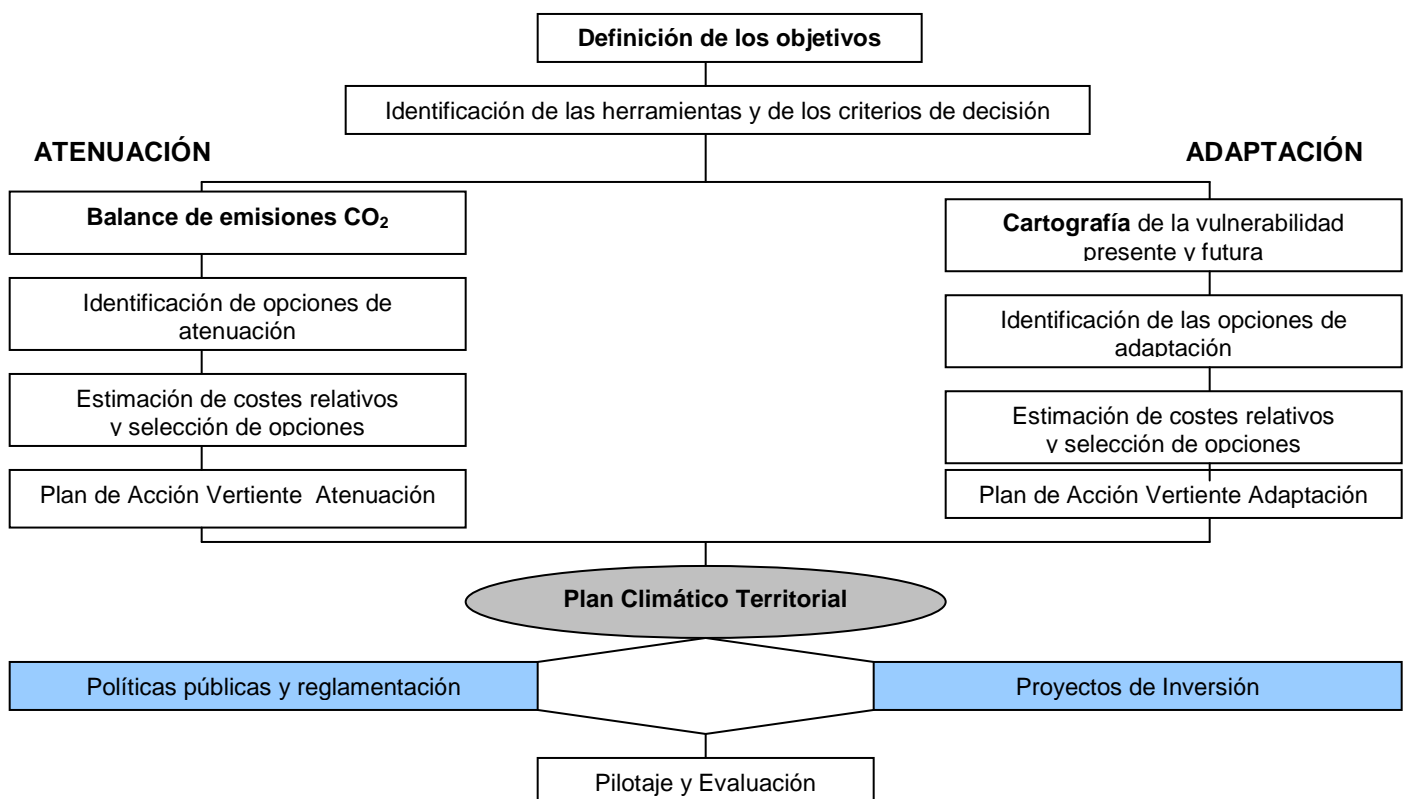 Definición de los objetivos
Identificación de las herramientas y de los criterios de decisión
ATENUACIÓN
ADAPTACIÓN
Balance de emisiones CO₂
Identificación de opciones de
atenuación
Estimación de costes relativos
y selección de opciones
Plan de Acción Vertiente Atenuación
Cartografía de la vulnerabilidad
presente y futura
Identificación de las opciones de
adaptación
Estimación de costes relativos
y selección de opciones
Plan de Acción Vertiente Adaptación
Plan Climático Territorial
Políticas públicas y reglamentación
Proyectos de Inversión
Pilotaje y Evaluación